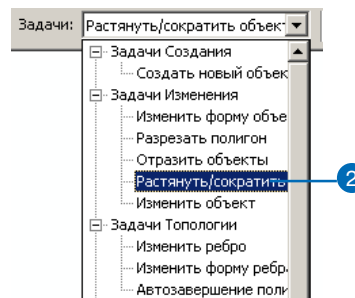 Задачи: Растянуть/сократить объек
Задачи Создания
Создать новый объек
Задачи Изменения
Изменить форму объе
Разрезать полигон
Отразить объекты
Растянуть/сократить
2
Изменить объект
Задачи Топологии
Изменить ребро
Изменить форму ребр
Автозавершение поли